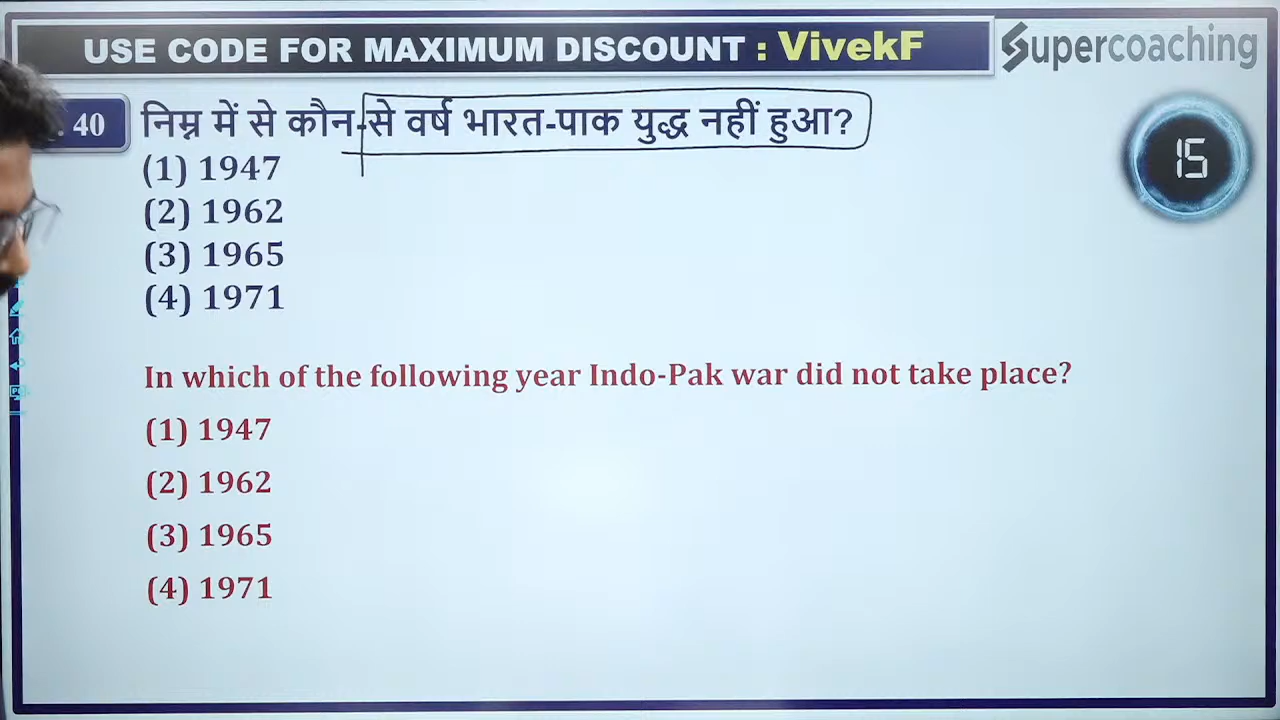 USE CODE FOR MAXIMUM DISCOUNT : VivekF
Supercoaching
. 40
निम्न में से कौन-से वर्ष भारत-पाक युद्ध नहीं हुआ?
15
(1) 1947
(2) 1962
(3) 1965
(4) 1971
In which of the following year Indo-Pak war did not take place?
(1) 1947
(2) 1962
(3) 1965
(4) 1971